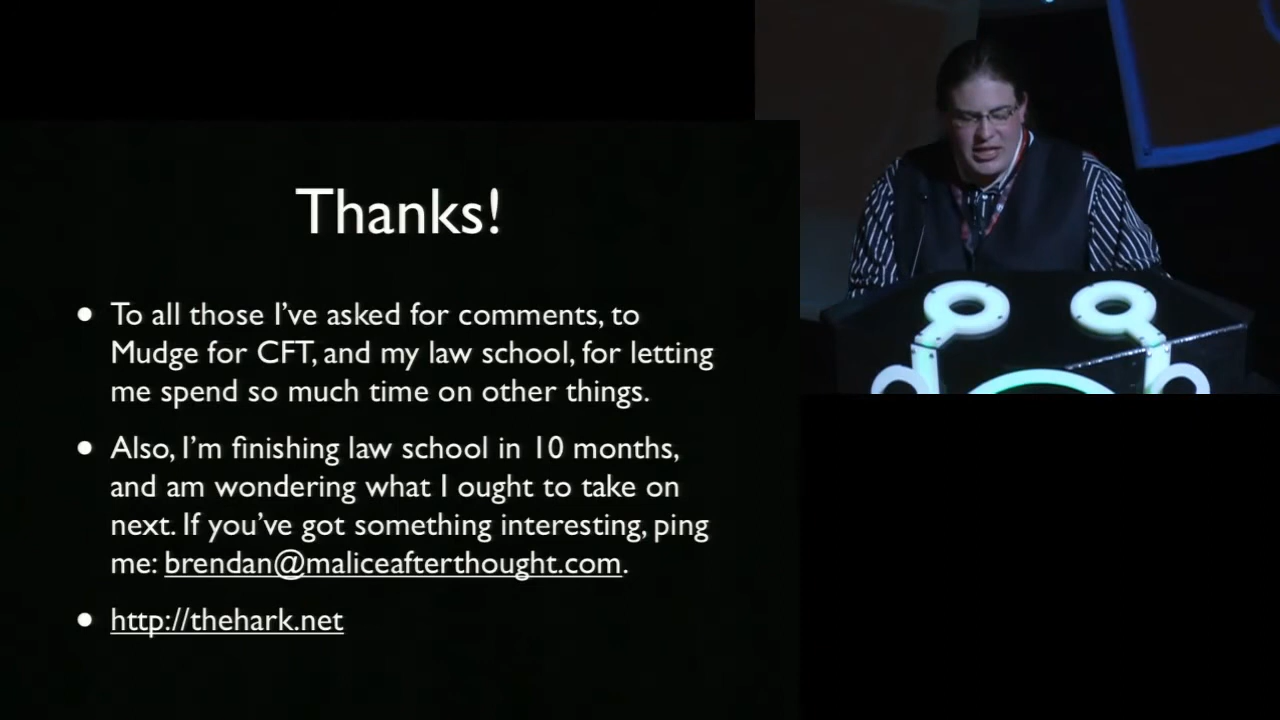 Thanks!
• To all those I've asked for comments, to
Mudge for CFT, and my law school, for letting
me spend so much time on other things.
• Also, I'm finishing law school in 10 months,
and am wondering what I ought to take on
next. If you've got something interesting, ping
me: brendan@maliceafterthought.com.
• http://thehark.net